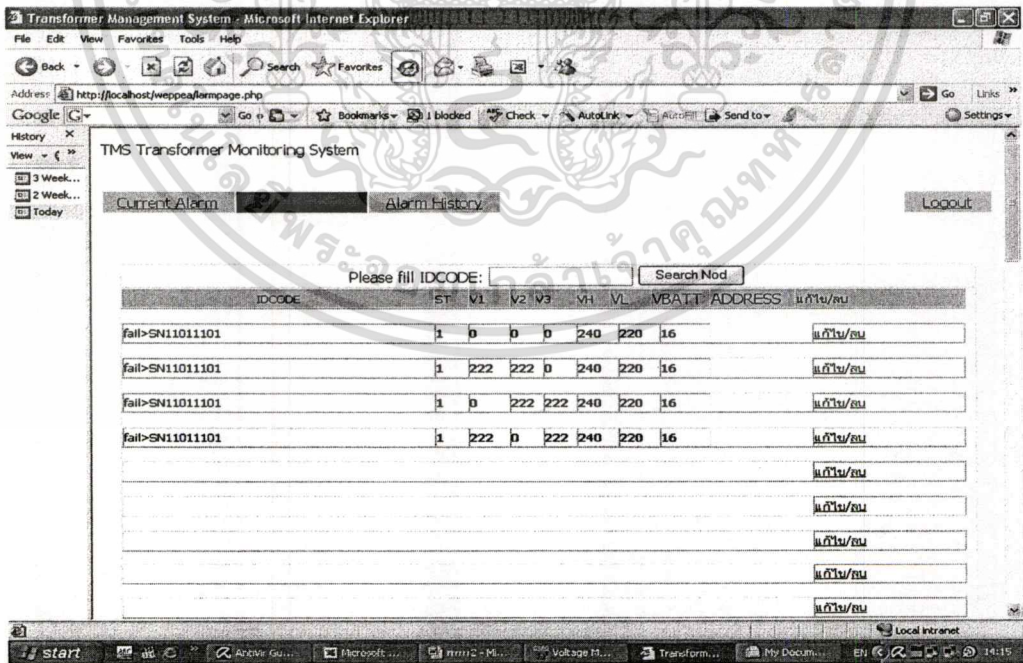 Transformer Management System - Microsoft Internet Explorer
File Edit View Favorites Tools Help
Back Search Favorites
Address http://localhost/weppea/larmpage.php Go Links
Google Go Bookmarks 1 blocked Check AutoLink AutoFill Send to Settings
History
View
3 Week...
2 Week...
Today
TMS Transformer Monitoring System
Current Alarm Alarm History Logout
Please fill IDCODE: Search Nod
IDCODE ST V1 V2 V3 VH VL VBATT ADDRESS แก้ไข/ลบ
fail>SN11011101 1 0 0 0 240 220 16 แก้ไข/ลบ
fail>SN11011101 1 222 222 0 240 220 16 แก้ไข/ลบ
fail>SN11011101 1 0 222 222 240 220 16 แก้ไข/ลบ
fail>SN11011101 1 222 0 222 240 220 16 แก้ไข/ลบ
แก้ไข/ลบ
แก้ไข/ลบ
แก้ไข/ลบ
แก้ไข/ลบ
แก้ไข/ลบ
Local intranet
start AntiVir Gu... Microsoft ... Voltage M... Transform... My Docum... EN 14:15